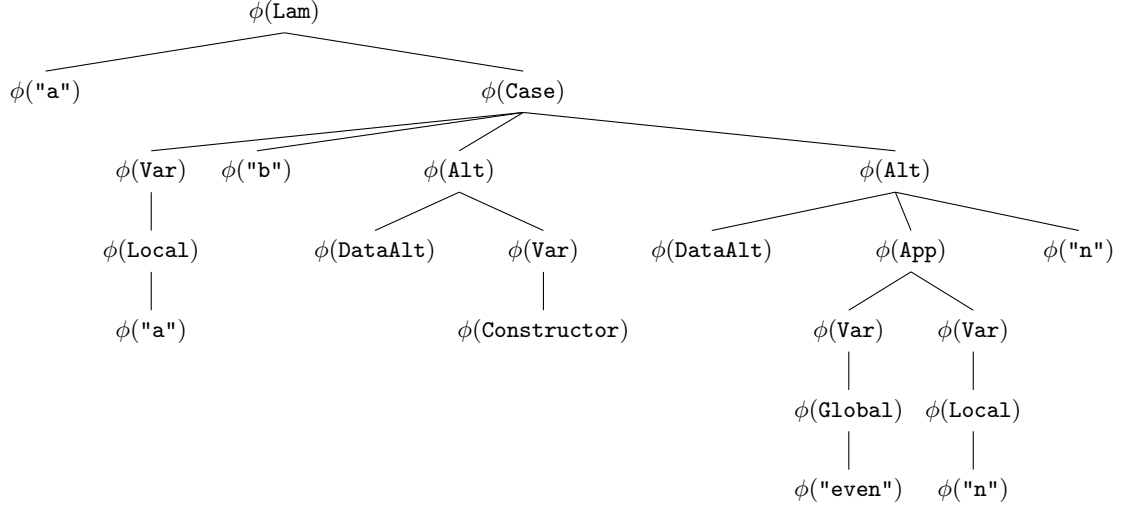 ϕ(Lam)
ϕ("a") ϕ(Case)
ϕ(Var) ϕ("b") ϕ(Alt) ϕ(Alt)
ϕ(Local) ϕ(DataAlt) ϕ(Var) ϕ(DataAlt) ϕ(App) ϕ("n")
ϕ("a") ϕ(Constructor) ϕ(Var) ϕ(Var)
ϕ(Global) ϕ(Local)
ϕ("even") ϕ("n")